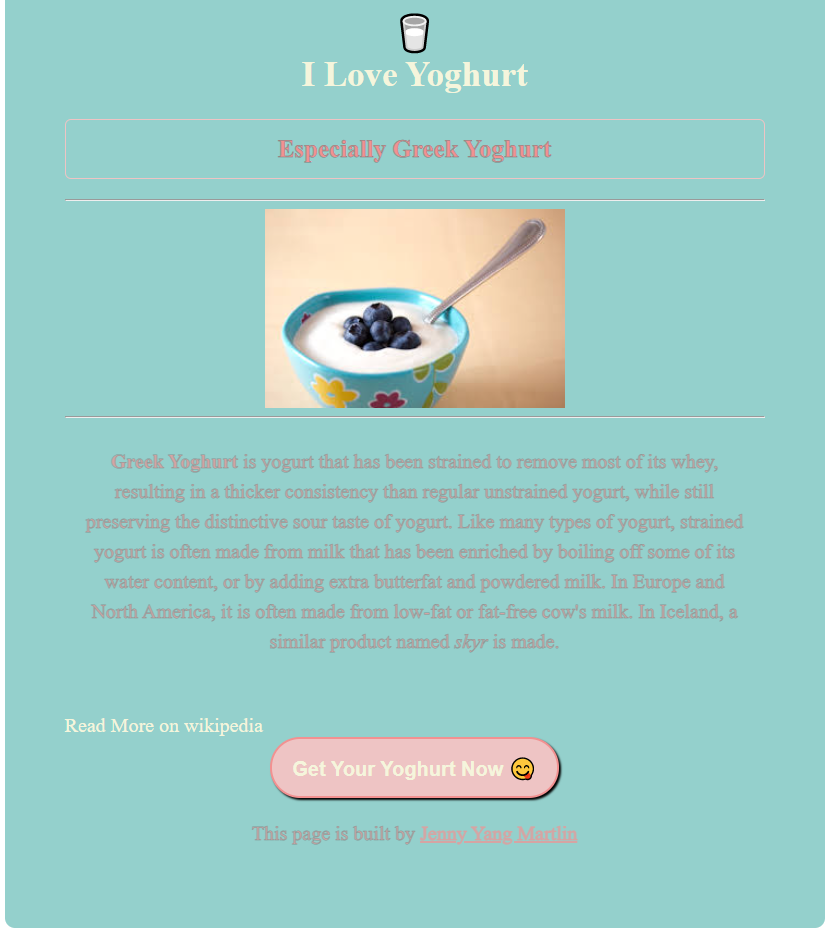 I Love Yoghurt
Especially Greek Yoghurt
Greek Yoghurt is yogurt that has been strained to remove most of its whey,
resulting in a thicker consistency than regular unstrained yogurt, while still
preserving the distinctive sour taste of yogurt. Like many types of yogurt, strained
yogurt is often made from milk that has been enriched by boiling off some of its
water content, or by adding extra butterfat and powdered milk. In Europe and
North America, it is often made from low-fat or fat-free cow's milk. In Iceland, a
similar product named skyr is made.
Read More on wikipedia
Get Your Yoghurt Now 😋
This page is built by Jenny Yang Martlin